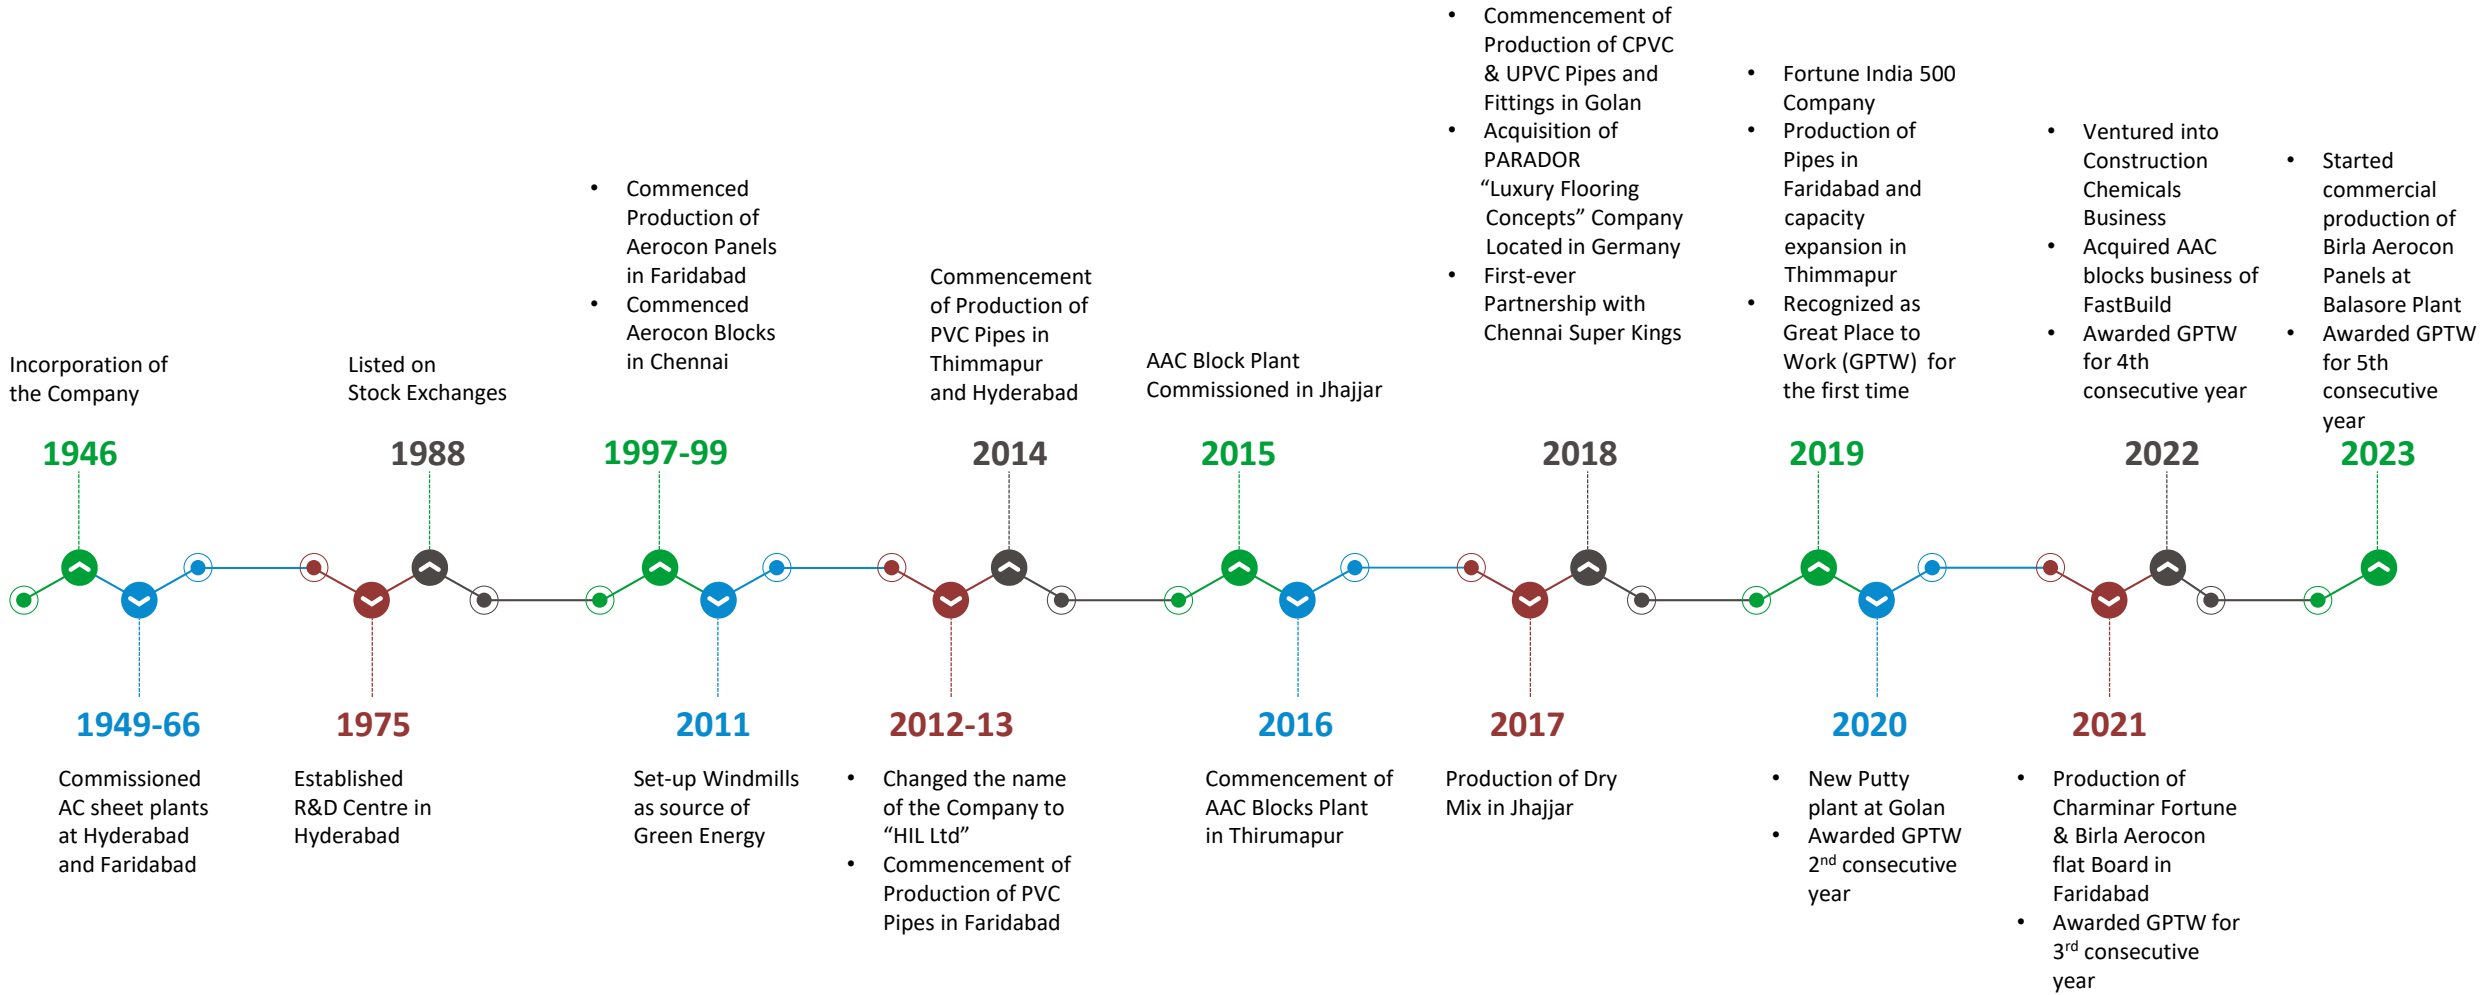 Incorporation of
the Company
1946
1949-66
Commissioned
AC sheet plants
at Hyderabad
and Faridabad
1975
Established
R&D Centre in
Hyderabad
Listed on
Stock Exchanges
1988
• Commenced
Production of
Aerocon Panels
in Faridabad
• Commenced
Aerocon Blocks
in Chennai
1997-99
2011
Set-up Windmills
as source of
Green Energy
2012-13
• Changed the name
of the Company to
“HIL Ltd”
• Commencement of
Production of PVC
Pipes in Faridabad
Commencement
of Production of
PVC Pipes in
Thimmapur
and Hyderabad
2014
AAC Block Plant
Commissioned in Jhajjar
2015
2016
Commencement of
AAC Blocks Plant
in Thirumapur
2017
Production of Dry
Mix in Jhajjar
• Commencement of
Production of CPVC
& UPVC Pipes and
Fittings in Golan
• Acquisition of
PARADOR
“Luxury Flooring
Concepts” Company
Located in Germany
• First-ever
Partnership with
Chennai Super Kings
2018
• Fortune India 500
Company
• Production of
Pipes in
Faridabad and
capacity
expansion in
Thimmapur
• Recognized as
Great Place to
Work (GPTW) for
the first time
2019
2020
• New Putty
plant at Golan
• Awarded GPTW
2nd consecutive
year
2021
• Production of
Charminar Fortune
& Birla Aerocon
flat Board in
Faridabad
• Awarded GPTW for
3rd consecutive
year
• Ventured into
Construction
Chemicals
Business
• Acquired AAC
blocks business of
FastBuild
• Awarded GPTW
for 4th
consecutive year
2022
• Started
commercial
production of
Birla Aerocon
Panels at
Balasore Plant
• Awarded GPTW
for 5th
consecutive
year
2023